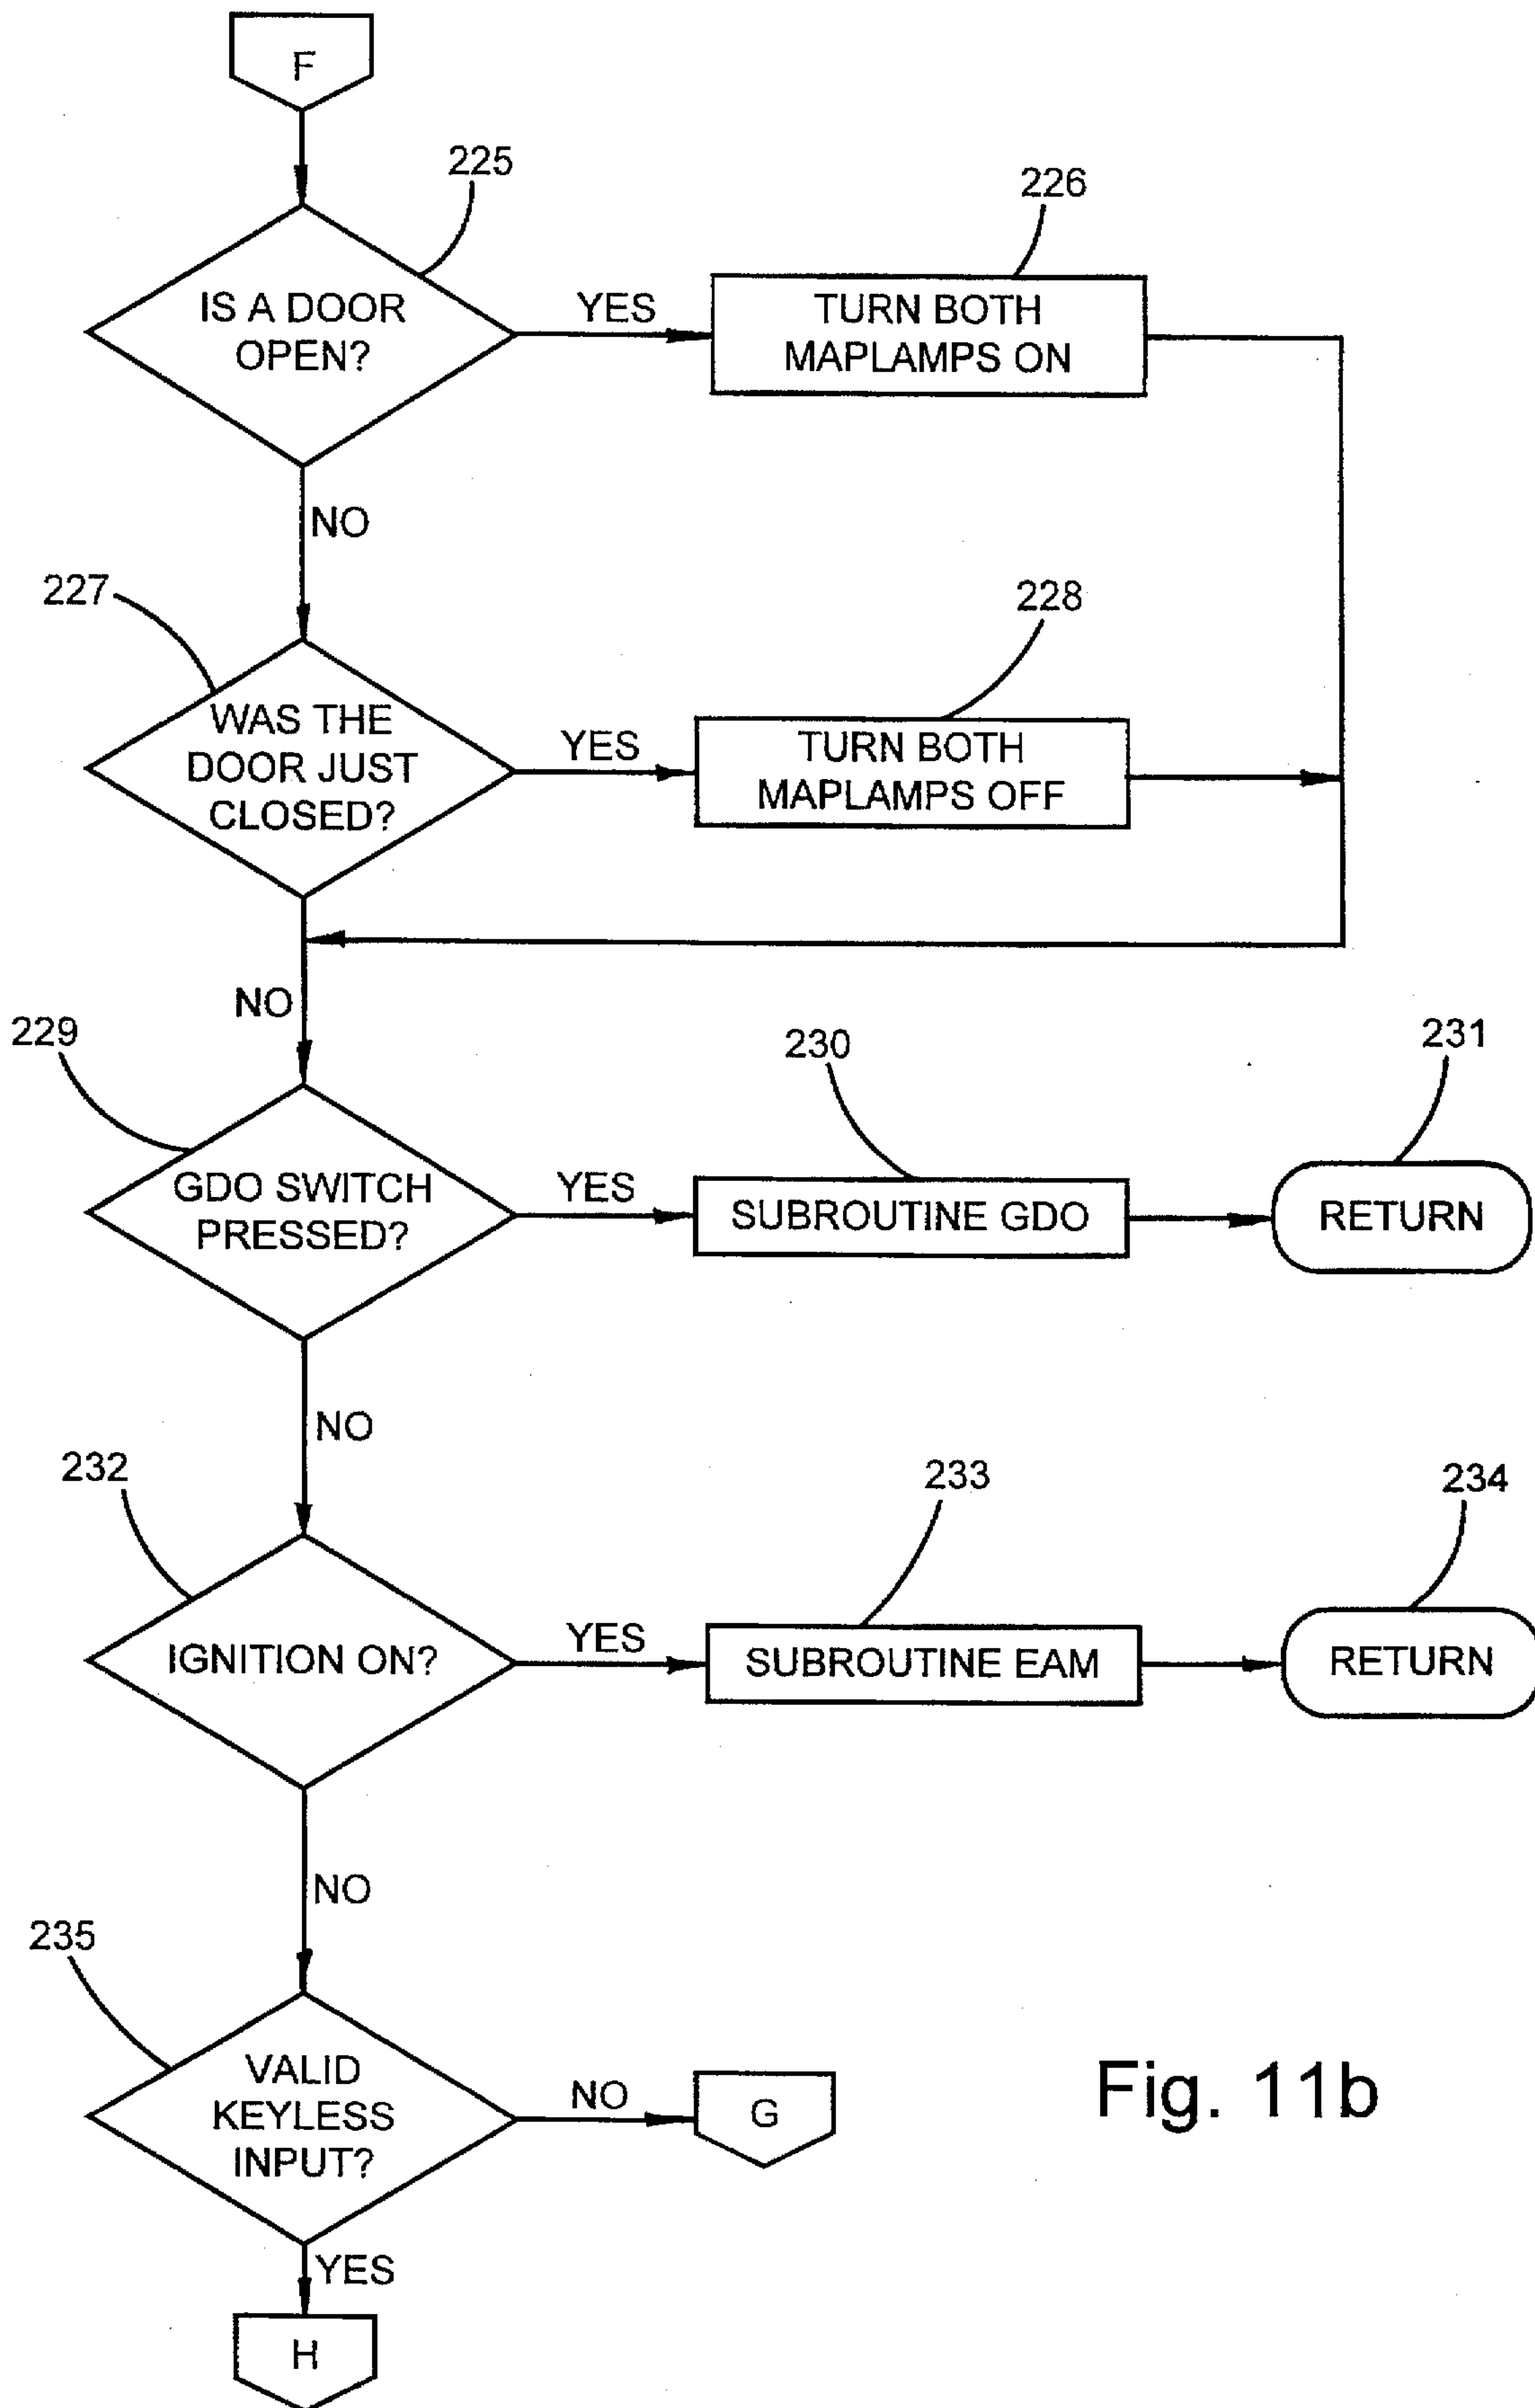 F
225
226
IS A DOOR
OPEN?
YES
TURN BOTH
MAPLAMPS ON
NO
227
228
WAS THE
DOOR JUST
CLOSED?
YES
TURN BOTH
MAPLAMPS OFF
NO
229
230
231
GDO SWITCH
PRESSED?
YES
SUBROUTINE GDO
RETURN
NO
232
233
234
IGNITION ON?
YES
SUBROUTINE EAM
RETURN
NO
235
VALID
KEYLESS
INPUT?
NO
G
Fig. 11b
YES
H